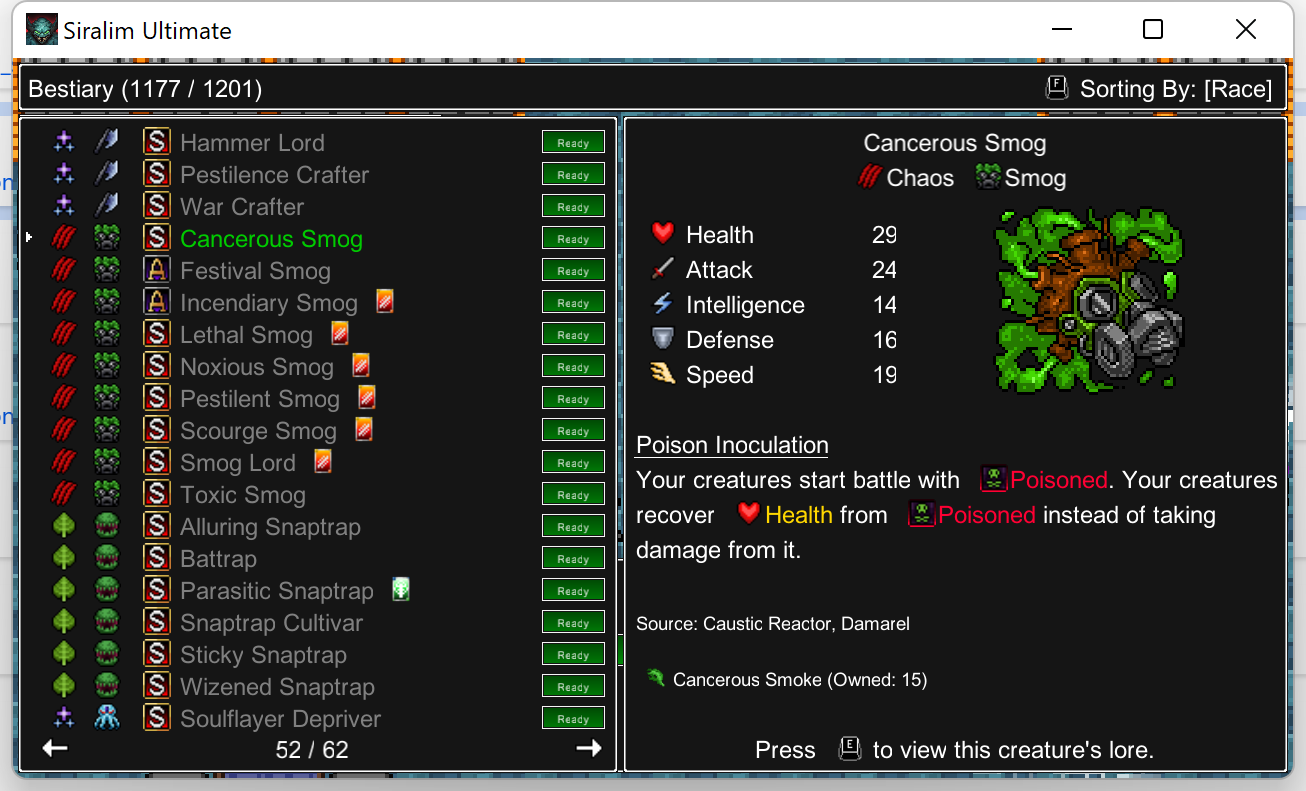 Siralim Ultimate
Bestiary (1177 / 1201)
F Sorting By: [Race]
S Hammer Lord Ready
S Pestilence Crafter Ready
S War Crafter Ready
S Cancerous Smog Ready
A Festival Smog Ready
A Incendiary Smog Ready
S Lethal Smog Ready
S Noxious Smog Ready
S Pestilent Smog Ready
S Scourge Smog Ready
S Smog Lord Ready
S Toxic Smog Ready
S Alluring Snaptrap Ready
S Battrap Ready
S Parasitic Snaptrap Ready
S Snaptrap Cultivar Ready
S Sticky Snaptrap Ready
S Wizened Snaptrap Ready
S Soulflayer Depriver Ready
52 / 62
Cancerous Smog
Chaos Smog
Health 29
Attack 24
Intelligence 14
Defense 16
Speed 19
Poison Inoculation
Your creatures start battle with Poisoned. Your creatures
recover Health from Poisoned instead of taking
damage from it.
Source: Caustic Reactor, Damarel
Cancerous Smoke (Owned: 15)
Press E to view this creature's lore.